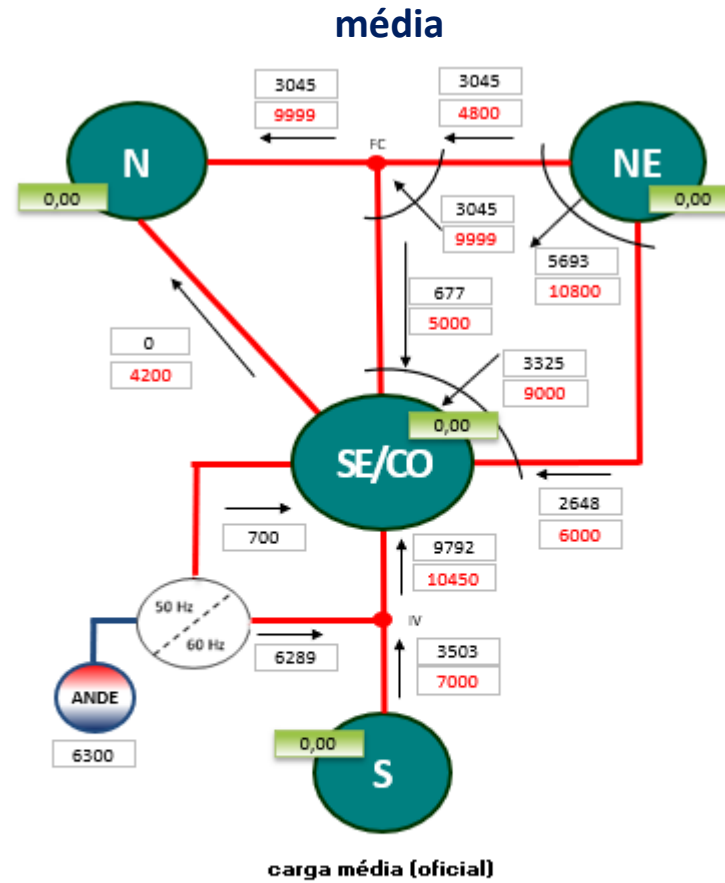 média
3045
9999
3045
4800
FC
N
NE
0,00
0,00
3045
9999
5693
10800
677
5000
0
4200
3325
9000
0,00
SE/CO
2648
6000
700
9792
10450
50 Hz
60 Hz
IV
6289
3503
7000
ANDE
6300
0,00
S
carga média (oficial)